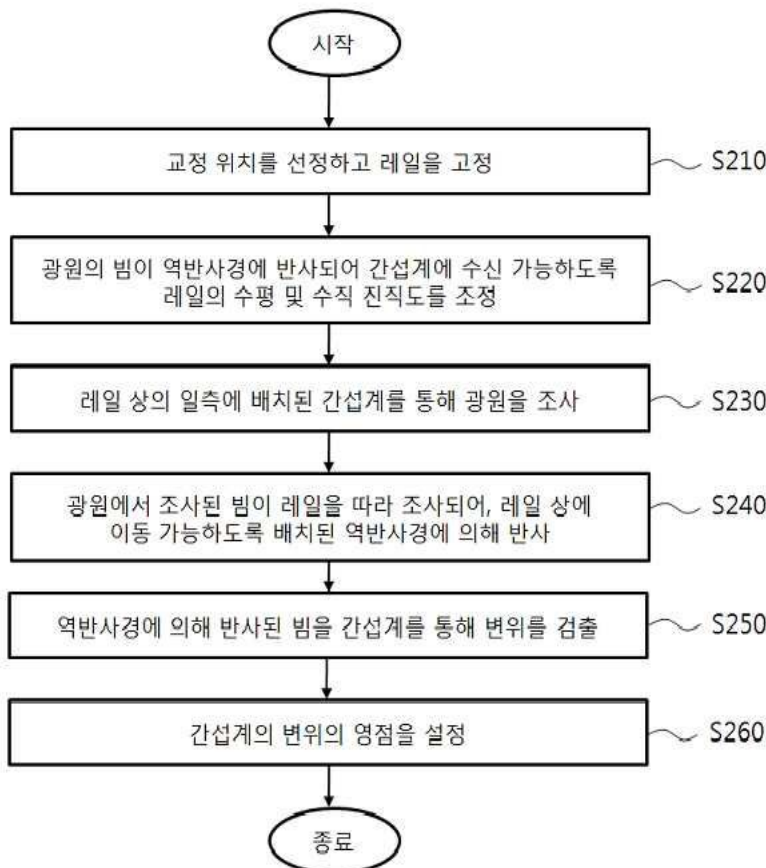 시작
교정 위치를 선정하고 레일을 고정
S210
광원의 빔이 역반사경에 반사되어 간섭계에 수신 가능하도록
레일의 수평 및 수직 진직도를 조정
S220
레일 상의 일측에 배치된 간섭계를 통해 광원을 조사
S230
광원에서 조사된 빔이 레일을 따라 조사되어, 레일 상에
이동 가능하도록 배치된 역반사경에 의해 반사
S240
역반사경에 의해 반사된 빔을 간섭계를 통해 변위를 검출
S250
간섭계의 변위의 영점을 설정
S260
종료